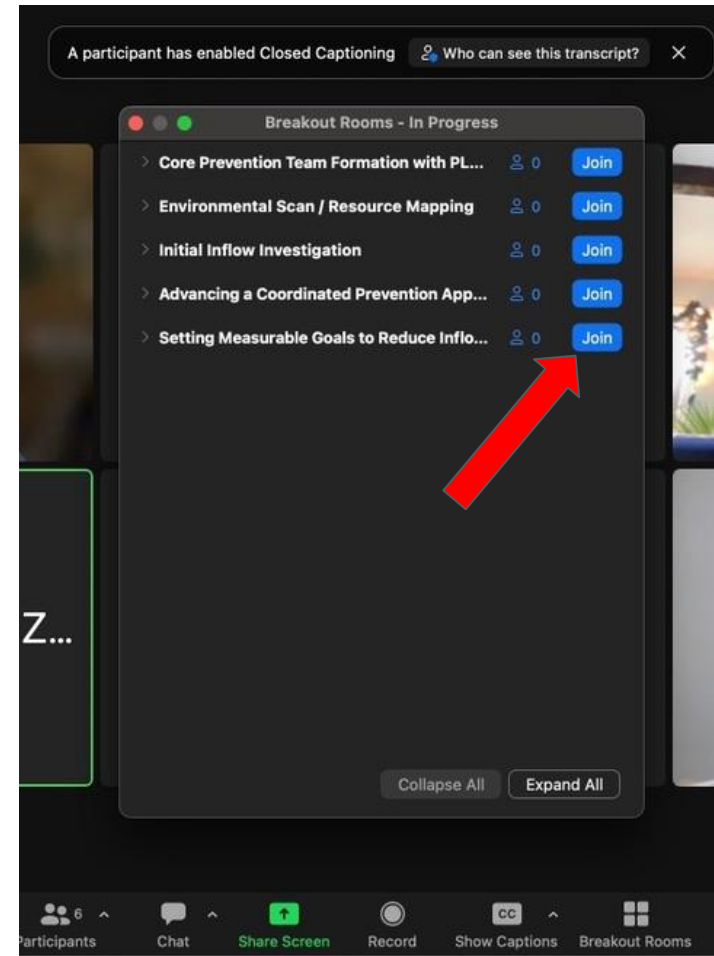 A participant has enabled Closed Captioning Who can see this transcript?
Breakout Rooms - In Progress
Core Prevention Team Formation with PL... 0 Join
Environmental Scan / Resource Mapping 0 Join
Initial Inflow Investigation 0 Join
Advancing a Coordinated Prevention App... 0 Join
Setting Measurable Goals to Reduce Inflo... 0 Join
Z...
Collapse All Expand All
6 CC
Participants Chat Share Screen Record Show Captions Breakout Rooms